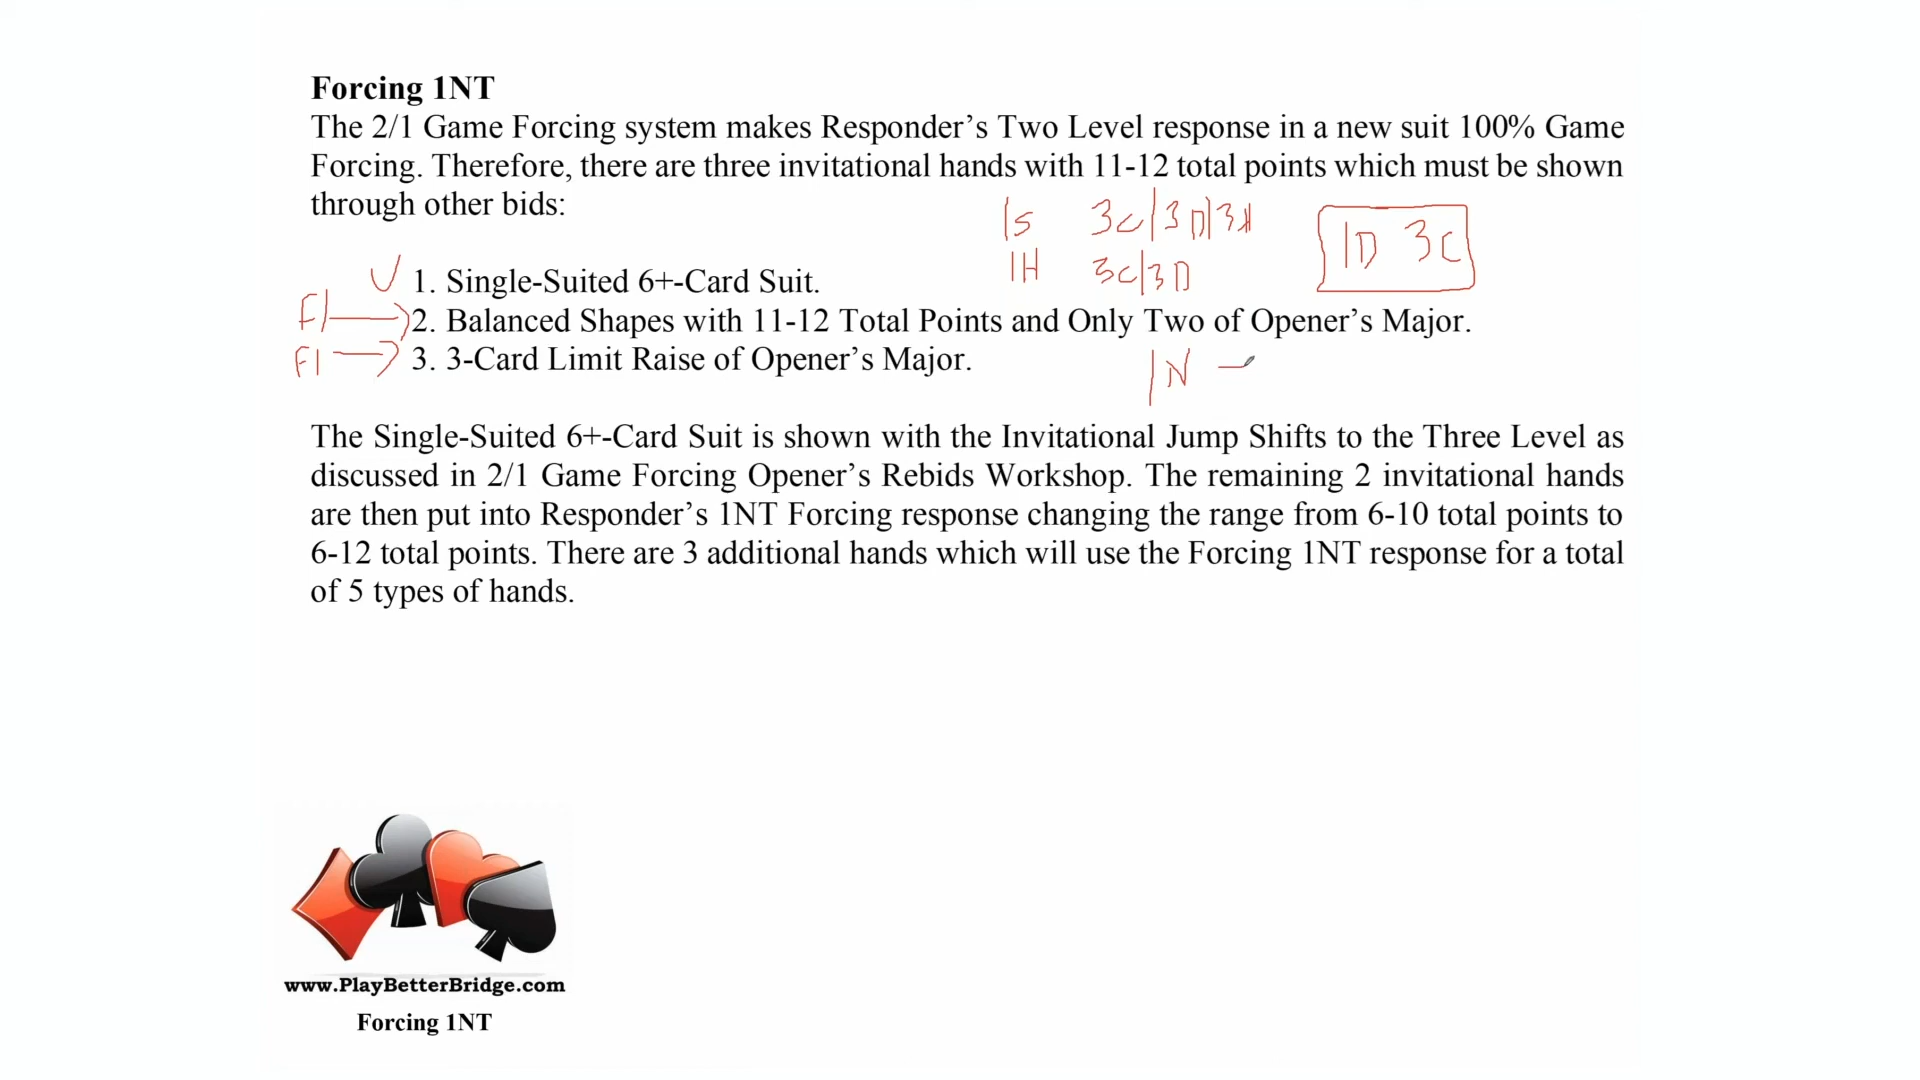 Forcing 1NT
The 2/1 Game Forcing system makes Responder’s Two Level response in a new suit 100% Game
Forcing. Therefore, there are three invitational hands with 11-12 total points which must be shown
through other bids:
1S 3C/3D/3H
1D 3C
1H 3C/3D
1. Single-Suited 6+-Card Suit.
F1 2. Balanced Shapes with 11-12 Total Points and Only Two of Opener’s Major.
F1 3. 3-Card Limit Raise of Opener’s Major.
1N -
The Single-Suited 6+-Card Suit is shown with the Invitational Jump Shifts to the Three Level as
discussed in 2/1 Game Forcing Opener’s Rebids Workshop. The remaining 2 invitational hands
are then put into Responder’s 1NT Forcing response changing the range from 6-10 total points to
6-12 total points. There are 3 additional hands which will use the Forcing 1NT response for a total
of 5 types of hands.
www.PlayBetterBridge.com
Forcing 1NT